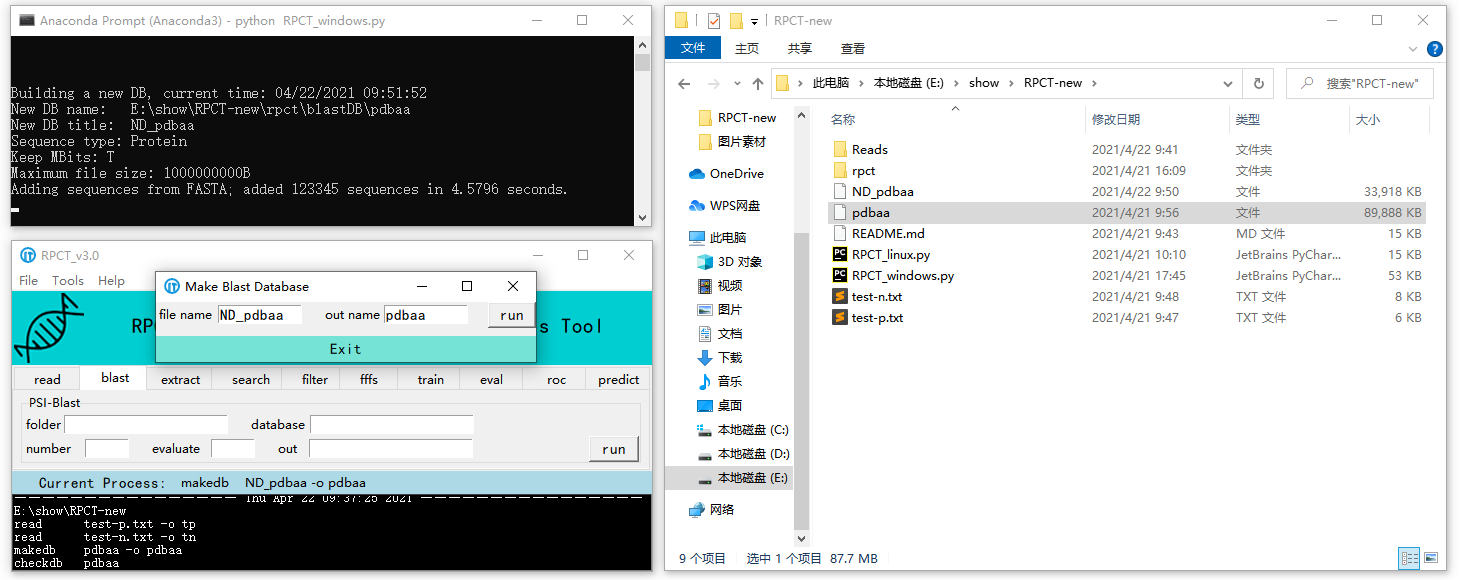 Anaconda Prompt (Anaconda3) - python  RPCT_windows.py
Building a new DB, current time: 04/22/2021 09:51:52
New DB name:   E:\show\RPCT-new\rpct\blastDB\pdbaa
New DB title:  ND_pdbaa
Sequence type: Protein
Keep MBits: T
Maximum file size: 1000000000B
Adding sequences from FASTA; added 123345 sequences in 4.5796 seconds.
RPCT_v3.0
File Tools Help
Make Blast Database
file name ND_pdbaa out name pdbaa run
Exit
RP s Tool
read blast extract search filter fffs train eval roc predict
PSI-Blast
folder database
number evaluate out run
Current Process: makedb ND_pdbaa -o pdbaa
Thu Apr 22 09:37:25 2021
E:\show\RPCT-new
read test-p.txt -o tp
read test-n.txt -o tn
makedb pdbaa -o pdbaa
checkdb pdbaa
RPCT-new
文件 主页 共享 查看
此电脑 本地磁盘 (E:) show RPCT-new 搜索"RPCT-new"
RPCT-new
图片素材
OneDrive
WPS网盘
此电脑
3D 对象
视频
图片
文档
下载
音乐
桌面
本地磁盘 (C:)
本地磁盘 (D:)
本地磁盘 (E:)
网络
名称 修改日期 类型 大小
Reads 2021/4/22 9:41 文件夹
rpct 2021/4/21 16:09 文件夹
ND_pdbaa 2021/4/22 9:50 文件 33,918 KB
pdbaa 2021/4/21 9:56 文件 89,888 KB
README.md 2021/4/21 9:43 MD 文件 15 KB
RPCT_linux.py 2021/4/21 10:10 JetBrains PyChar... 15 KB
RPCT_windows.py 2021/4/21 17:45 JetBrains PyChar... 53 KB
test-n.txt 2021/4/21 9:48 TXT 文件 8 KB
test-p.txt 2021/4/21 9:47 TXT 文件 6 KB
9 个项目 选中 1 个项目 87.7 MB